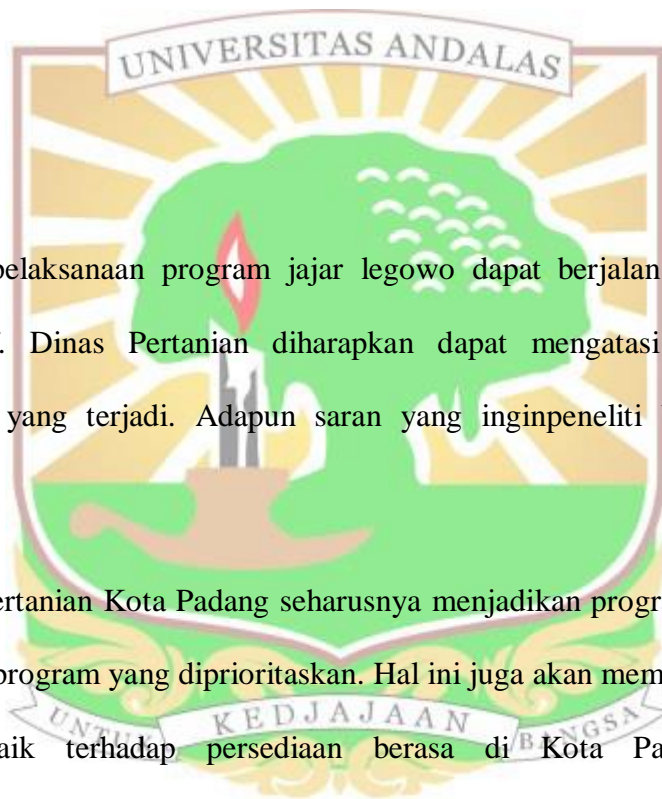 UNIVERSITAS ANDALAS
pelaksanaan program jajar legowo dapat berjalan
. Dinas Pertanian diharapkan dapat mengatasi
yang terjadi. Adapun saran yang inginpeneliti
ertanian Kota Padang seharusnya menjadikan progr
program yang diprioritaskan. Hal ini juga akan mem
aik terhadap persediaan berasa di Kota Pa
UNTUK KEDJAJAAN BANGSA